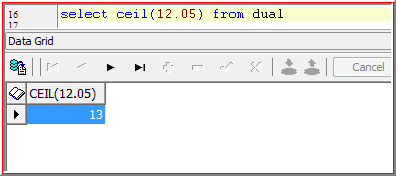 16 select ceil(12.05) from dual
17
Data Grid
Cancel
CEIL(12.05)
13